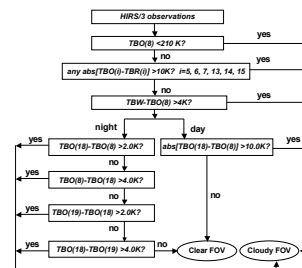 HIRS/3 observations
TBO(8) <210 K?
yes
no
any abs[TBO(i)-TBR(i)] >10K? i=5, 6, 7, 13, 14, 15
yes
no
TBW-TBO(8) >4K?
yes
night
day
yes
TBO(18)-TBO(8) >2.0K?
abs[TBO(18)-TBO(8)] >10.0K?
yes
no
yes
TBO(8)-TBO(18) >4.0K?
no
no
yes
TBO(19)-TBO(18) >2.0K?
no
yes
TBO(18)-TBO(19) >4.0K?
no
Clear FOV
Cloudy FOV